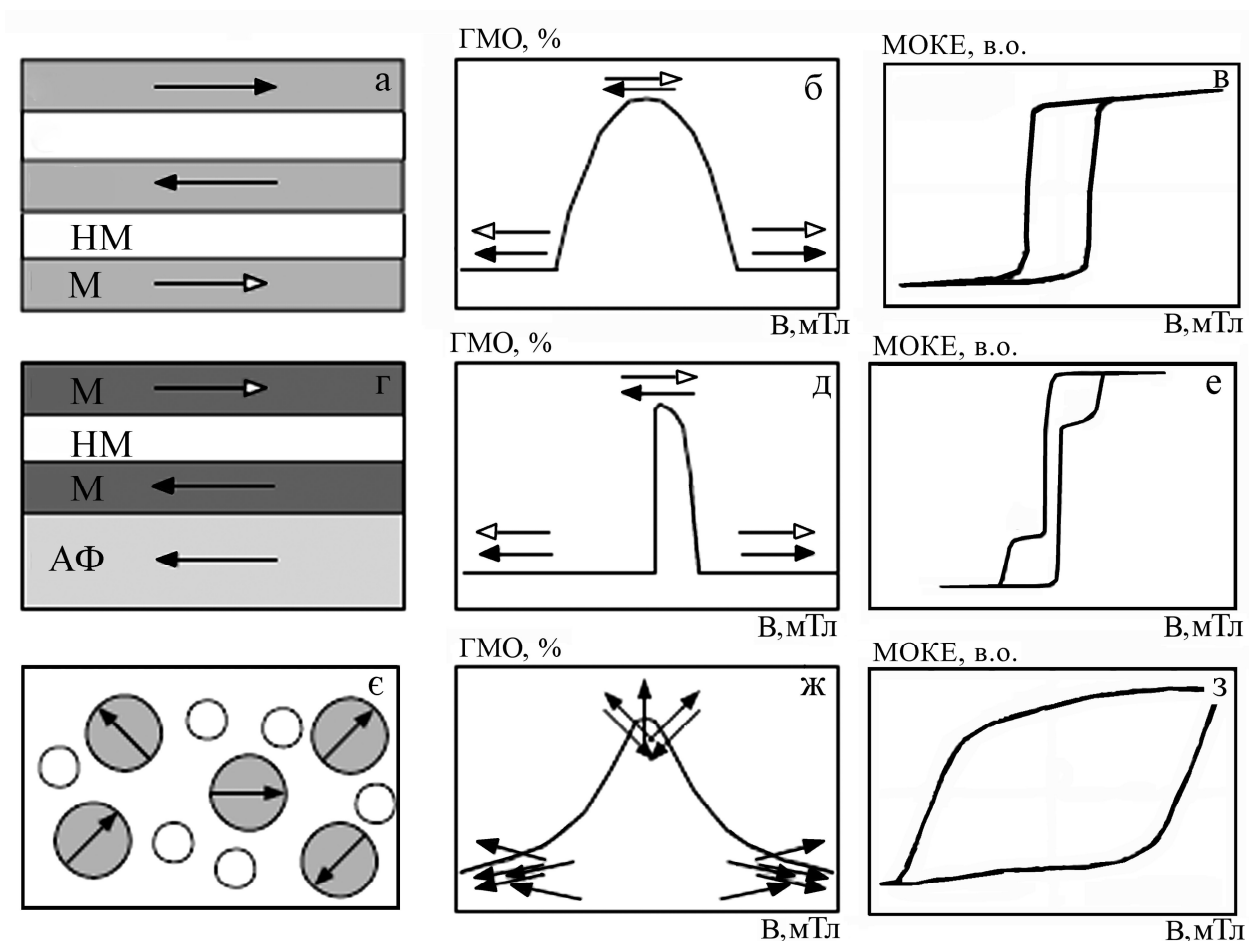 ГМО, %
МОКЕ, в.о.
а
б
в
НМ
М
В,мТл
В,мТл
ГМО, %
МОКЕ, в.о.
г
д
е
М
НМ
М
АФ
В,мТл
В,мТл
ГМО, %
МОКЕ, в.о.
є
ж
з
В,мТл
В,мТл